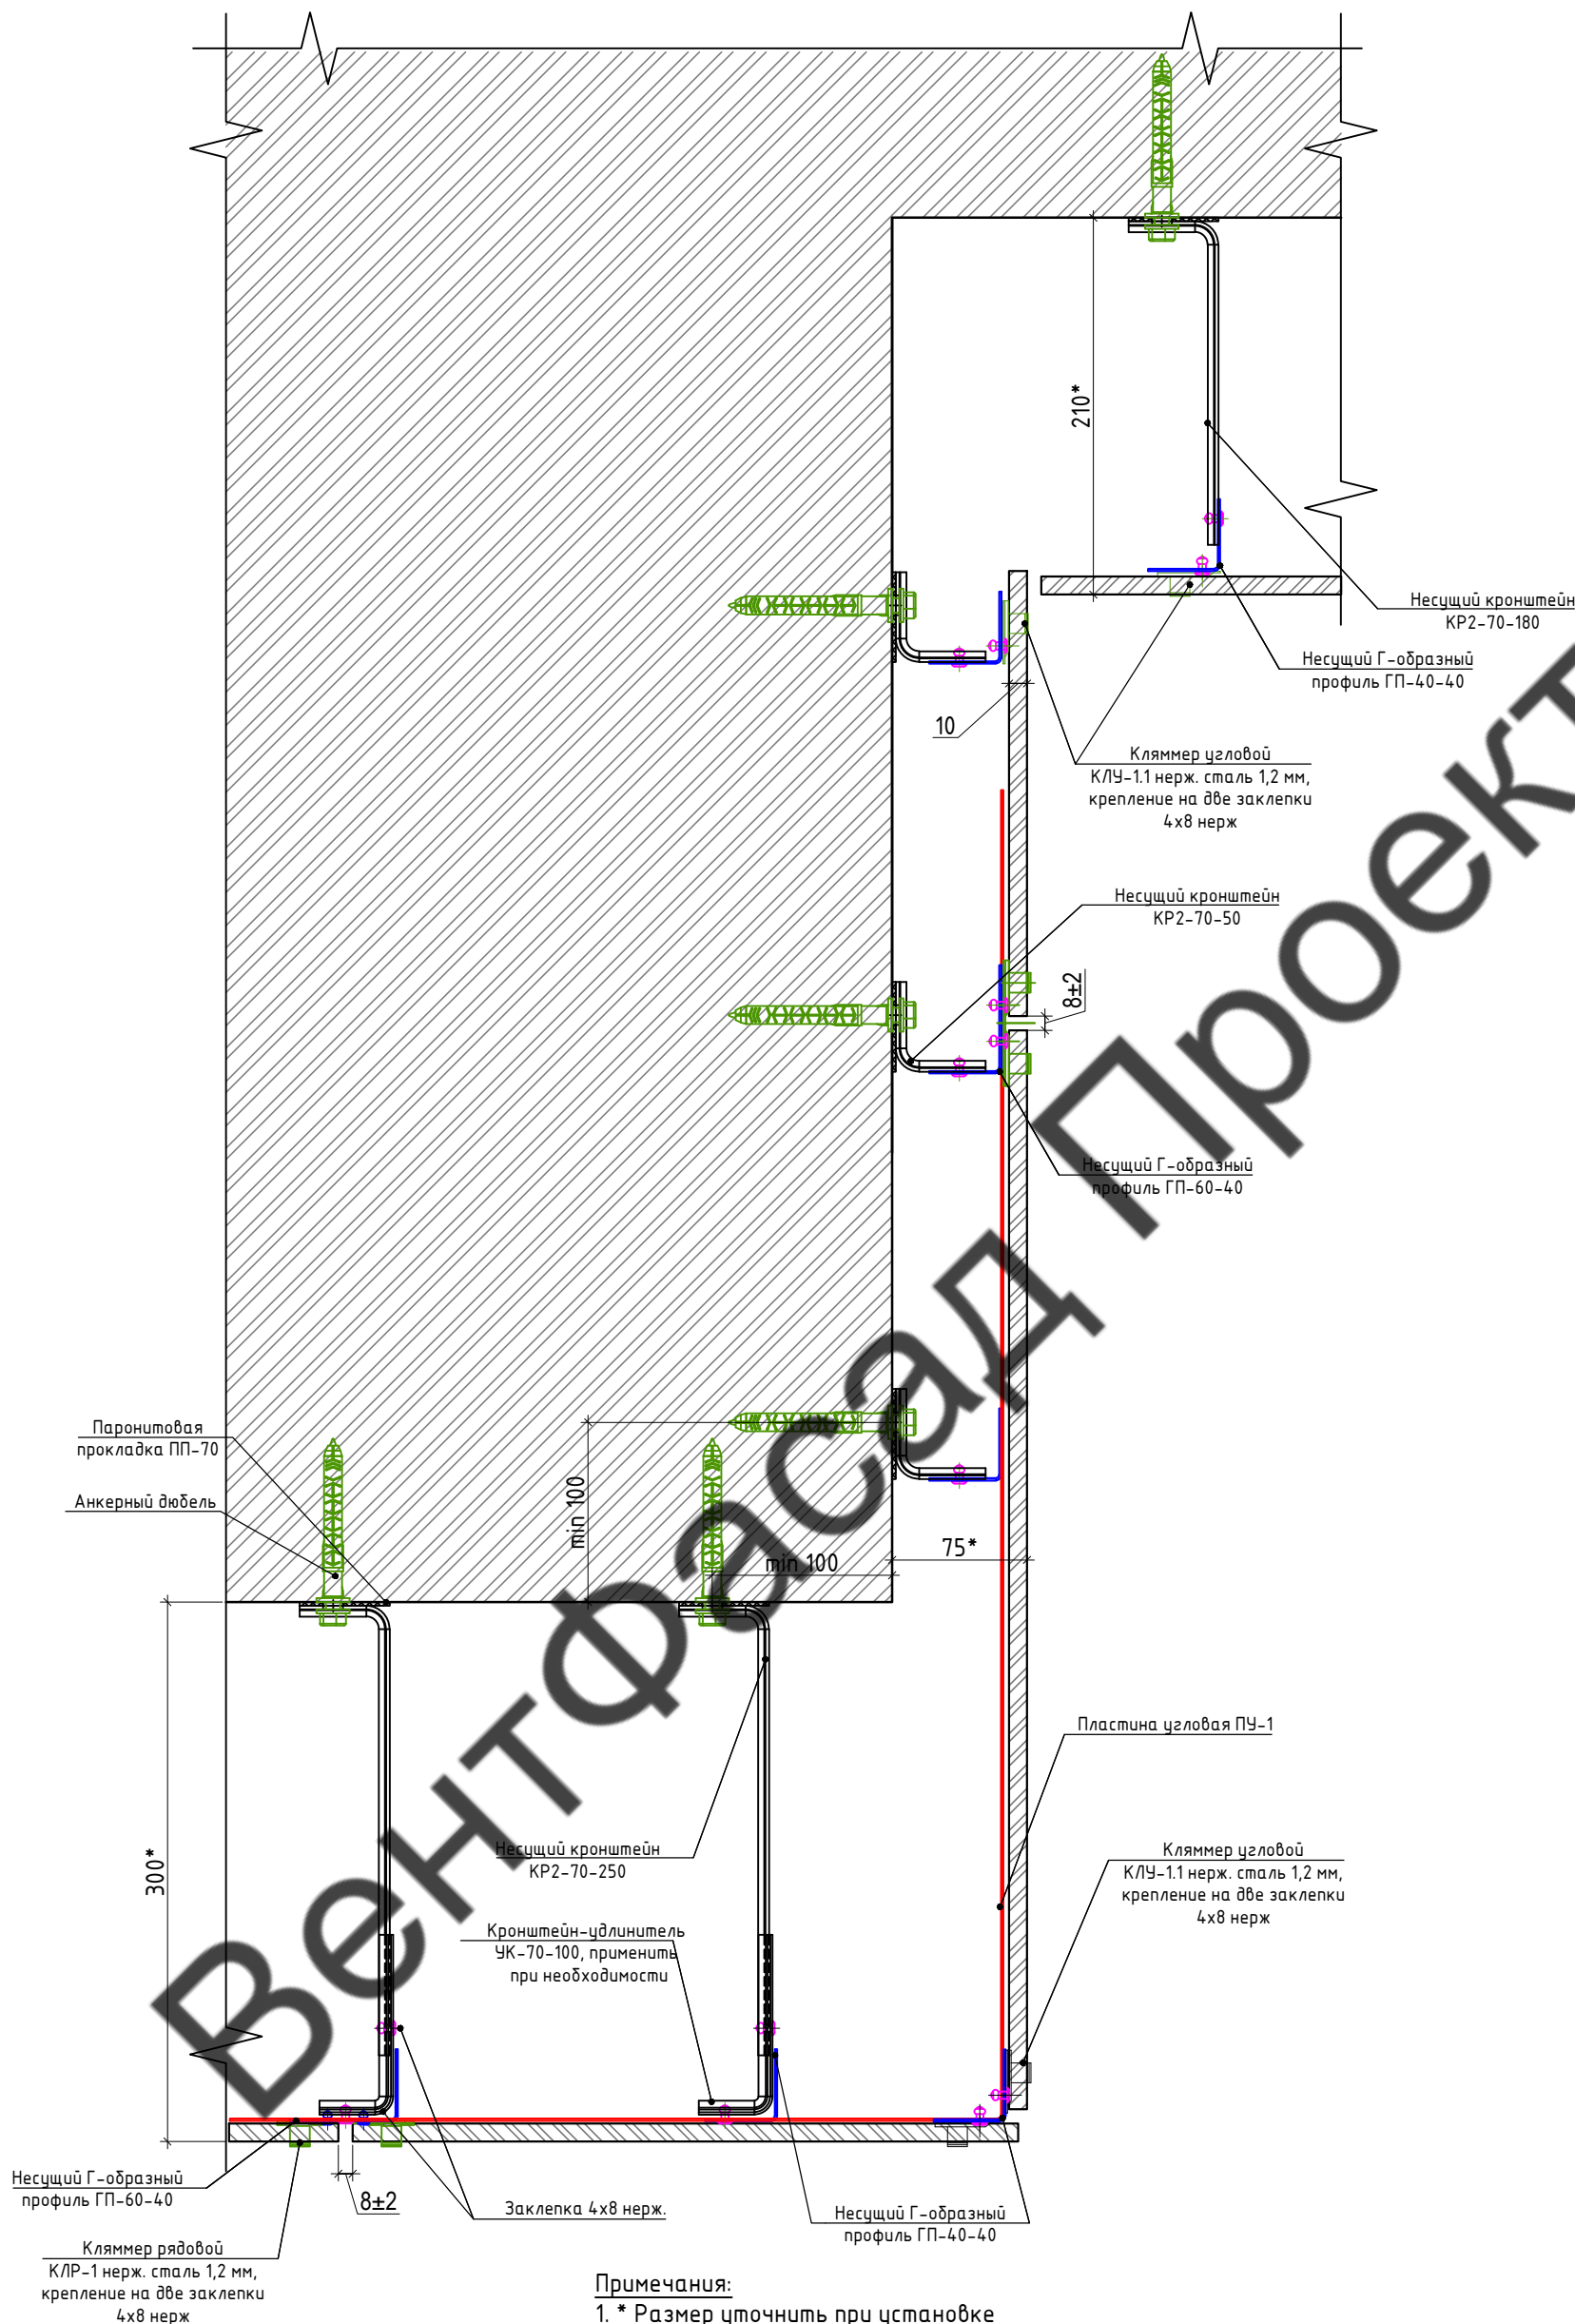 210*
Несущий кронштейн
КР2-70-180
Несущий Г-образный
профиль ГП-40-40
10
Кляммер угловой
КЛУ-1.1 нерж. сталь 1,2 мм,
крепление на две заклепки
4х8 нерж
Несущий кронштейн
КР2-70-50
8±2
Несущий Г-образный
профиль ГП-60-40
Паронитовая
прокладка ПП-70
Анкерный дюбель
min 100
min 100
75*
Пластина угловая ПУ-1
300*
Несущий кронштейн
КР2-70-250
Кляммер угловой
КЛУ-1.1 нерж. сталь 1,2 мм,
крепление на две заклепки
4х8 нерж
Кронштейн-удлинитель
УК-70-100, применить
при необходимости
Несущий Г-образный
профиль ГП-60-40
8±2
Заклепка 4х8 нерж.
Несущий Г-образный
профиль ГП-40-40
Кляммер рядовой
КЛР-1 нерж. сталь 1,2 мм,
крепление на две заклепки
4х8 нерж
Примечания:
1. * Размер уточнить при установке
ВентФасад Проект